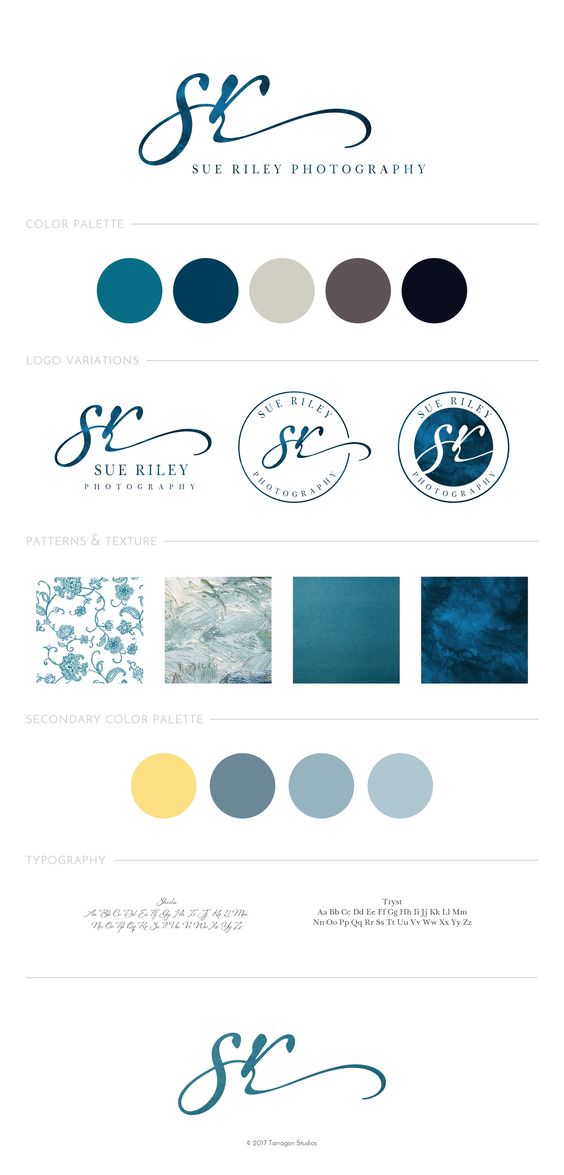 SR
SUE RILEY PHOTOGRAPHY
COLOR PALETTE
LOGO VARIATIONS
SR
SUE RILEY
PHOTOGRAPHY
SUE RILEY
SR
PHOTOGRAPHY
SUE RILEY
SR
PHOTOGRAPHY
PATTERNS & TEXTURE
SECONDARY COLOR PALETTE
TYPOGRAPHY
Sheila
Aa Bb Cc Dd Ee Ff Gg Hh Ii Jj Kk Ll Mm
Nn Oo Pp Qq Rr Ss Tt Uu Vv Ww Xx Yy Zz
Tryst
Aa Bb Cc Dd Ee Ff Gg Hh Ii Jj Kk Ll Mm
Nn Oo Pp Qq Rr Ss Tt Uu Vv Ww Xx Yy Zz
SR
© 2017 Tarragon Studios